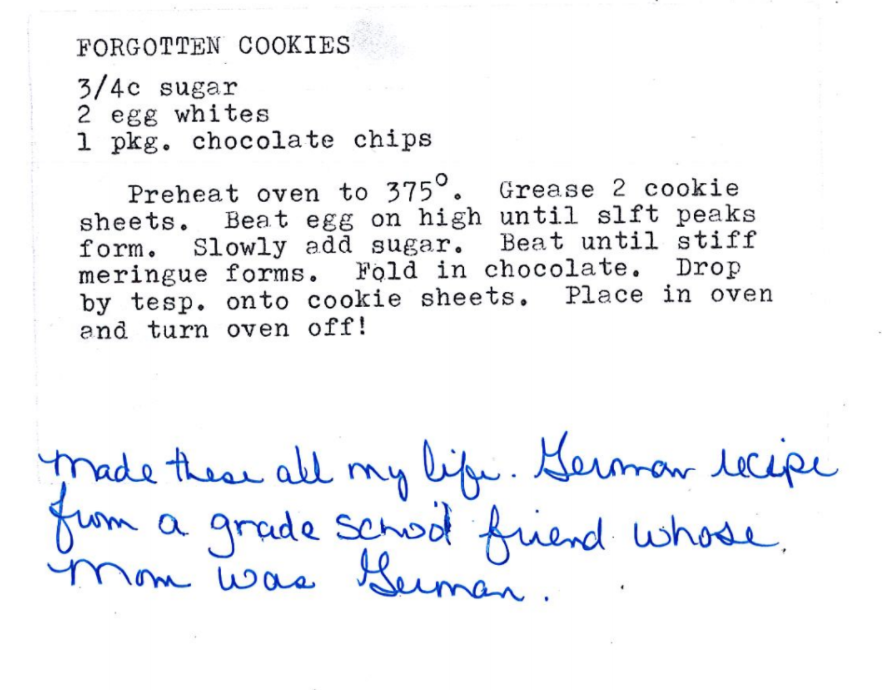 FORGOTTEN COOKIES
3/4c sugar
2 egg whites
1 pkg. chocolate chips
Preheat oven to 375°. Grease 2 cookie
sheets. Beat egg on high until slft peaks
form. Slowly add sugar. Beat until stiff
meringue forms. Fold in chocolate. Drop
by tesp. onto cookie sheets. Place in oven
and turn oven off!
Made these all my life. German recipe
from a grade school friend whose
Mom was German.